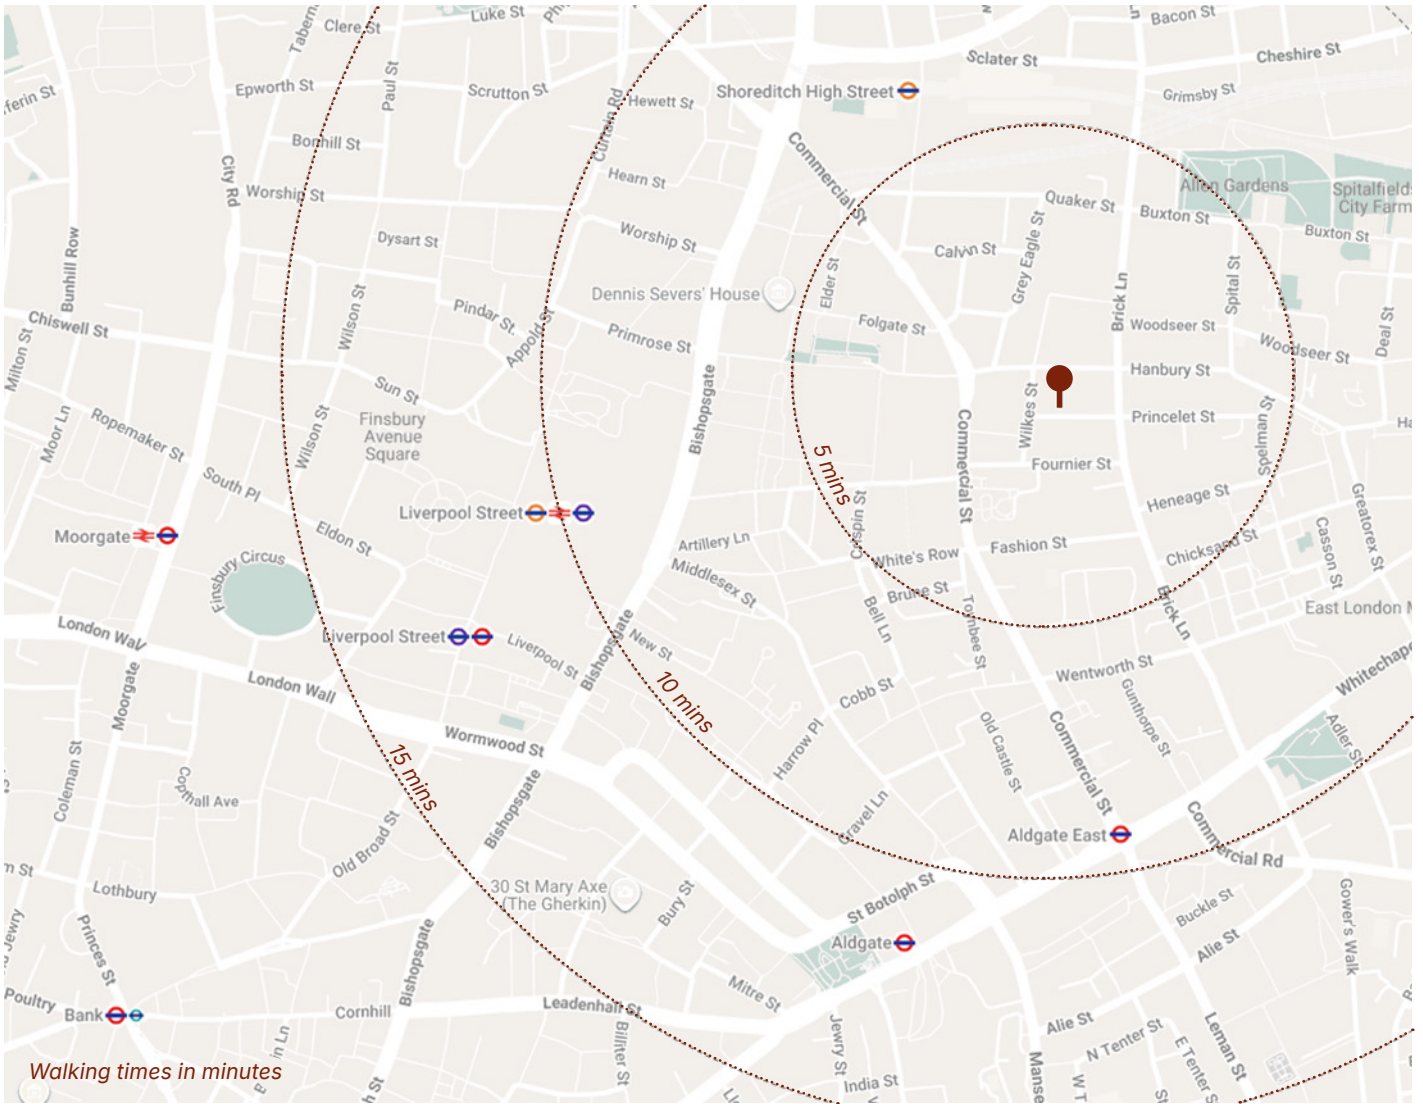 Luke St
Clere St
Bacon St
Sclater St
Cheshire St
Epworth St
Paul St
Scrutton St
Shoreditch High Street
Grimsby St
Hewett St
Curtain Rd
Bonhill St
Commercial St
City Rd
Worship St
Hearn St
Allen Gardens
Spitalfields
City Farm
Quaker St
Buxton St
Buxton St
Bunhill Row
Dysart St
Worship St
Calvin St
Grey Eagle St
Elder St
Spital St
Dennis Severs' House
Brick Ln
Chiswell St
Wilson St
Pindar St
Appold St
Primrose St
Folgate St
Woodseer St
Woodseer St
Deal St
Milton St
Hanbury St
Sun St
Bishopsgate
Wilkes St
Princelet St
Spelman St
Moor Ln
Ropemaker St
Wilson St
Finsbury
Avenue
Square
Commercial St
5 mins
Fournier St
South Pl
Heneage St
Greatorex St
Liverpool Street
Moorgate
Eldon St
Artillery Ln
Crispin St
White's Row
Fashion St
Chicksand St
Casson St
Finsbury Circus
Middlesex St
Brune St
Bell Ln
Toynbee St
Brick Ln
East London M
London Wall
Liverpool Street
Liverpool St
Bishopsgate
New St
Wentworth St
Moorgate
London Wall
10 mins
Cobb St
Gunthorpe St
Whitechape
Wormwood St
Harrow Pl
Old Castle St
Commercial St
Adler St
Coleman St
Copthall Ave
15 mins
Bishopsgate
Gravel Ln
Aldgate East
Commercial Rd
Old Broad St
Lothbury
30 St Mary Axe
(The Gherkin)
Bury St
St Botolph St
Buckle St
Gower's Walk
Princes St
Bishopsgate
Aldgate
Alie St
Poultry
Bank
Cornhill
Leadenhall St
Mitre St
Billiter St
Jewry St
Alie St
N Tenter St
E Tenter St
Leman St
Manse
India St
W T
Walking times in minutes